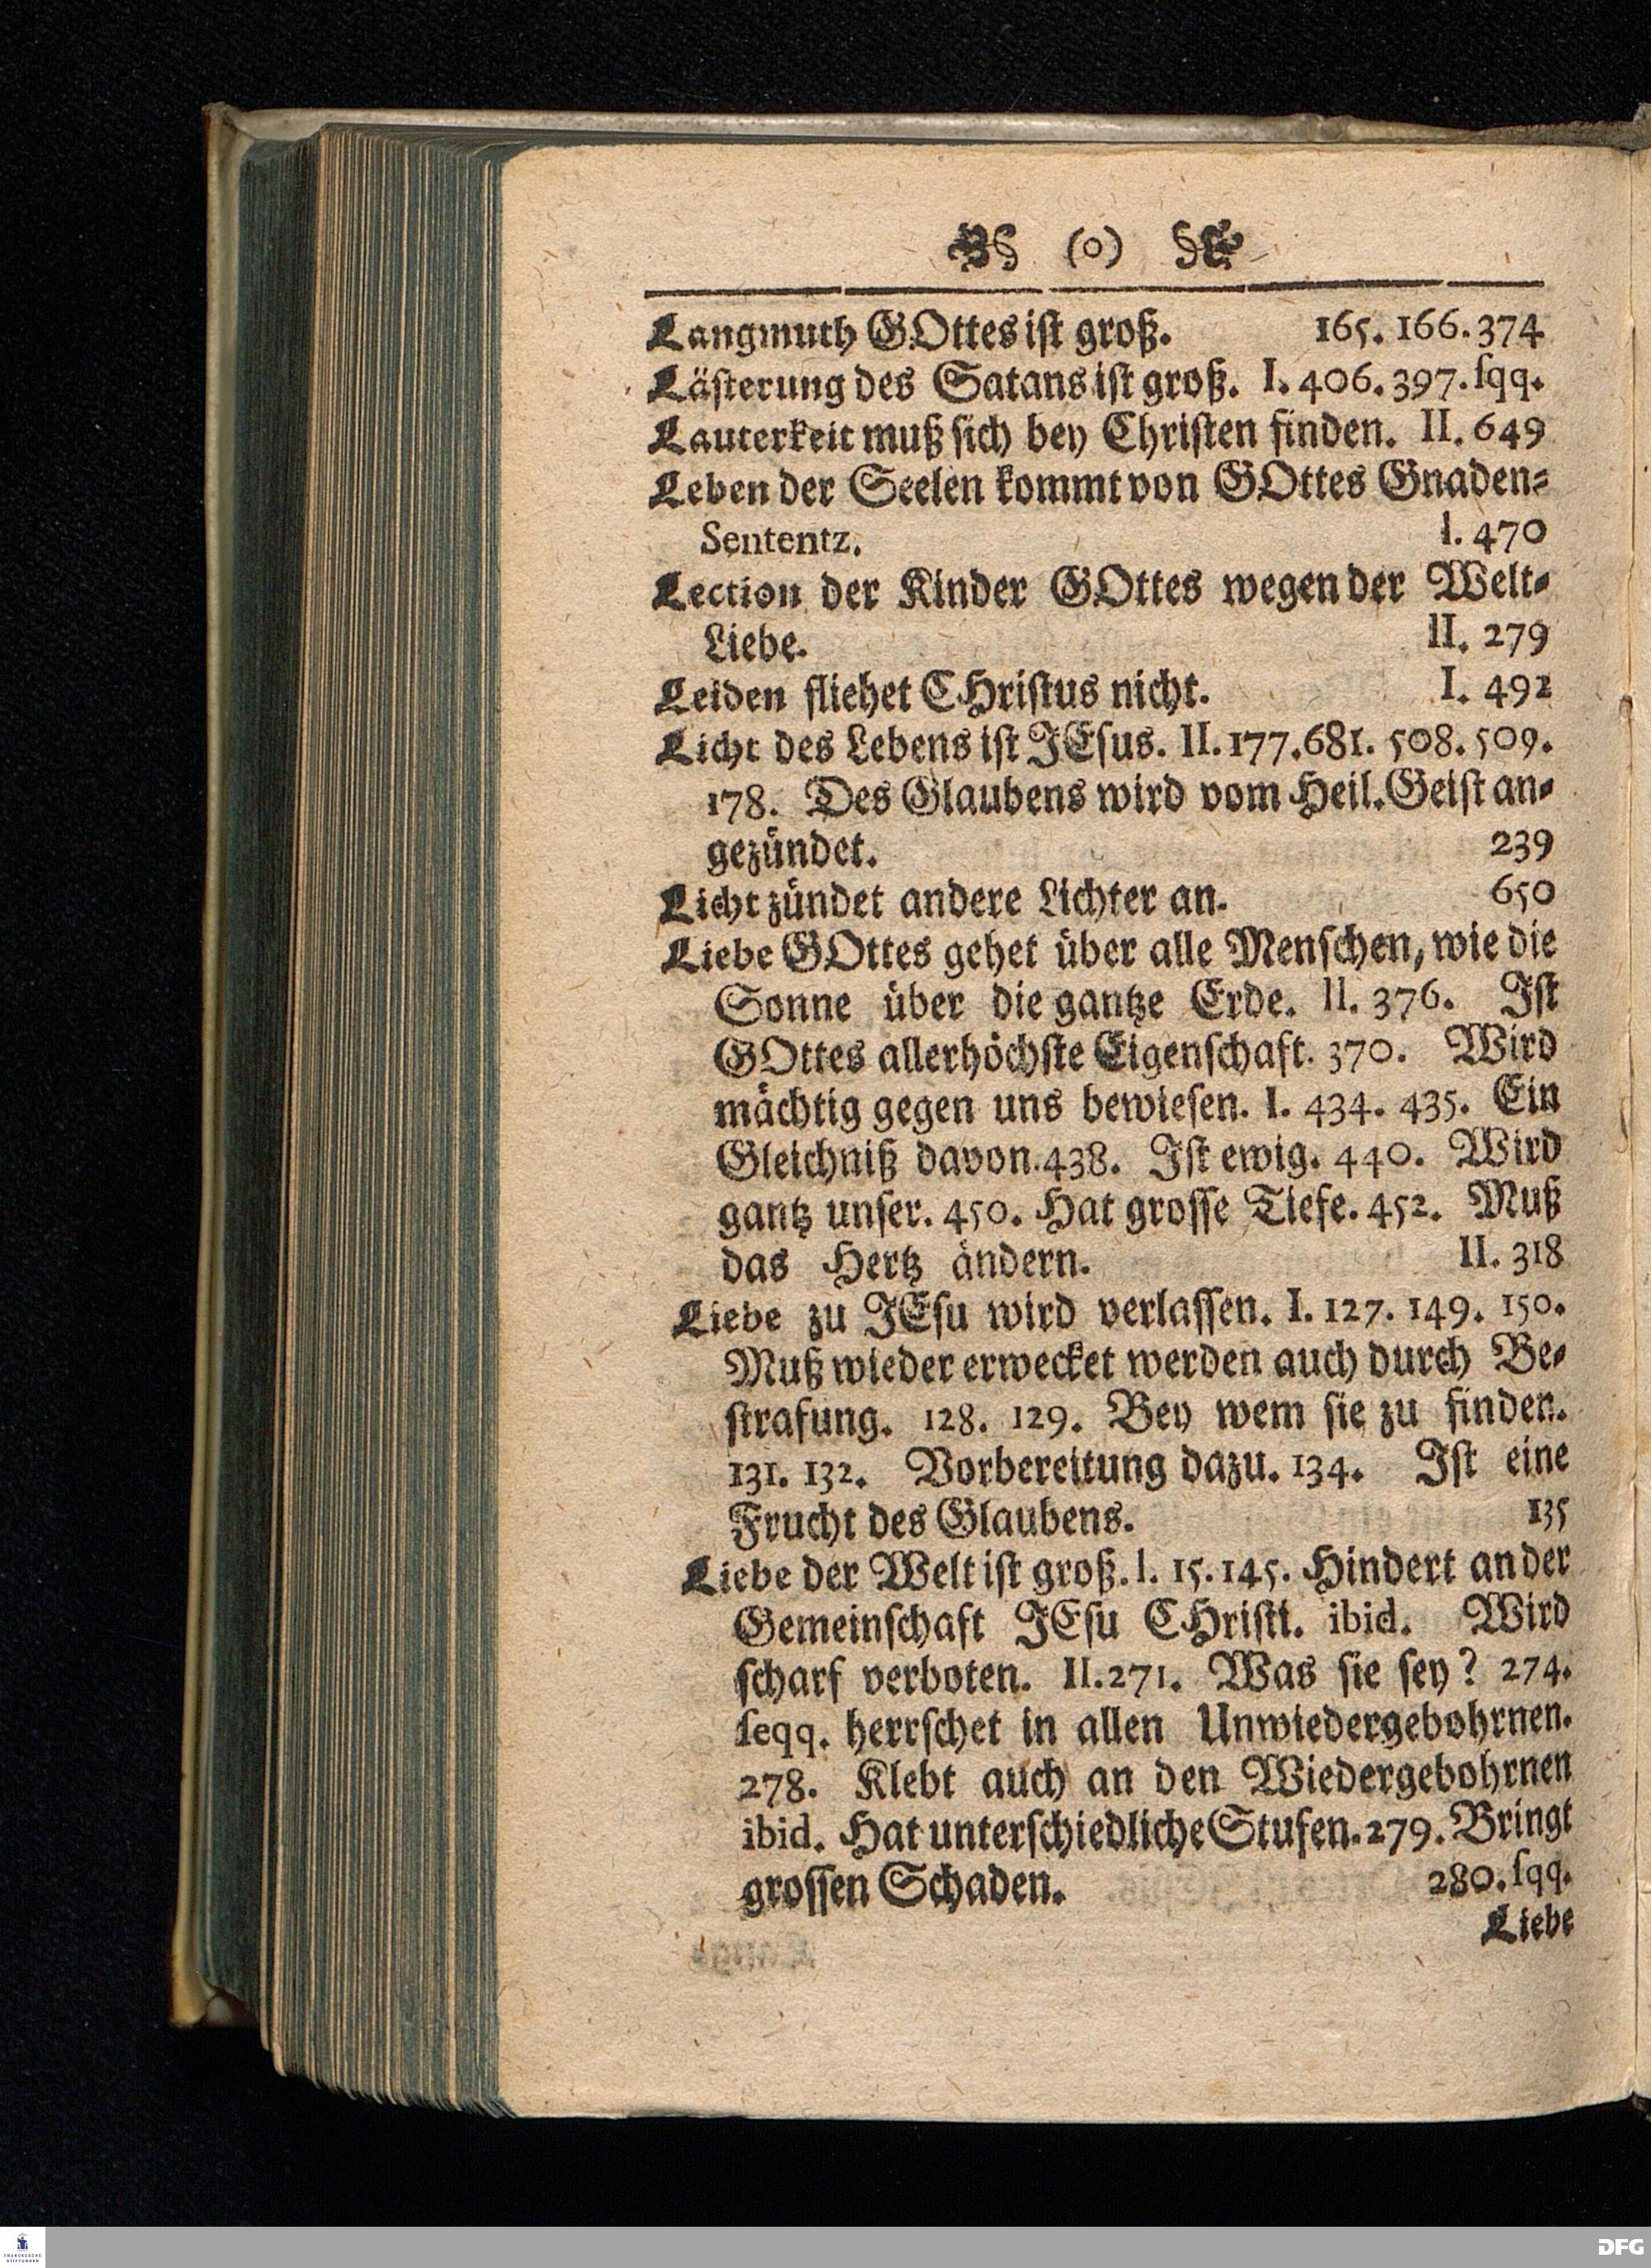 (o)
Langmuth GOttes ist groß. 165. 166. 374
Lästerung des Satans ist groß. I. 406. 397. sqq.
Lauterkeit muß sich bey Christen finden. II. 649
Leben der Seelen kommt von GOttes Gnaden-
Sententz. I. 470
Lection der Kinder GOttes wegen der Welt-
Liebe. II. 279
Leiden fliehet CHristus nicht. I. 492
Licht des Lebens ist JEsus. II. 177. 681. 508. 509.
178. Des Glaubens wird vom Heil. Geist an-
gezündet. 239
Licht zündet andere Lichter an. 650
Liebe GOttes gehet über alle Menschen, wie die
Sonne über die gantze Erde. II. 376. Ist
GOttes allerhöchste Eigenschaft. 370. Wird
mächtig gegen uns bewiesen. I. 434. 435. Ein
Gleichniß davon. 438. Ist ewig. 440. Wird
gantz unser. 450. Hat grosse Tiefe. 452. Muß
das Hertz ändern. II. 318
Liebe zu JEsu wird verlassen. I. 127. 149. 150.
Muß wieder erwecket werden auch durch Be-
strafung. 128. 129. Bey wem sie zu finden.
131. 132. Vorbereitung dazu. 134. Ist eine
Frucht des Glaubens. 135
Liebe der Welt ist groß. I. 15. 145. Hindert an der
Gemeinschaft JEsu CHristi. ibid. Wird
scharf verboten. II. 271. Was sie sey? 274.
seqq. herrschet in allen Unwiedergebohrnen.
278. Klebt auch an den Wiedergebohrnen
ibid. Hat unterschiedliche Stufen. 279. Bringt
grossen Schaden. 280. sqq.
Liebe
FRANCKESCHE
STIFTUNGEN
DFG